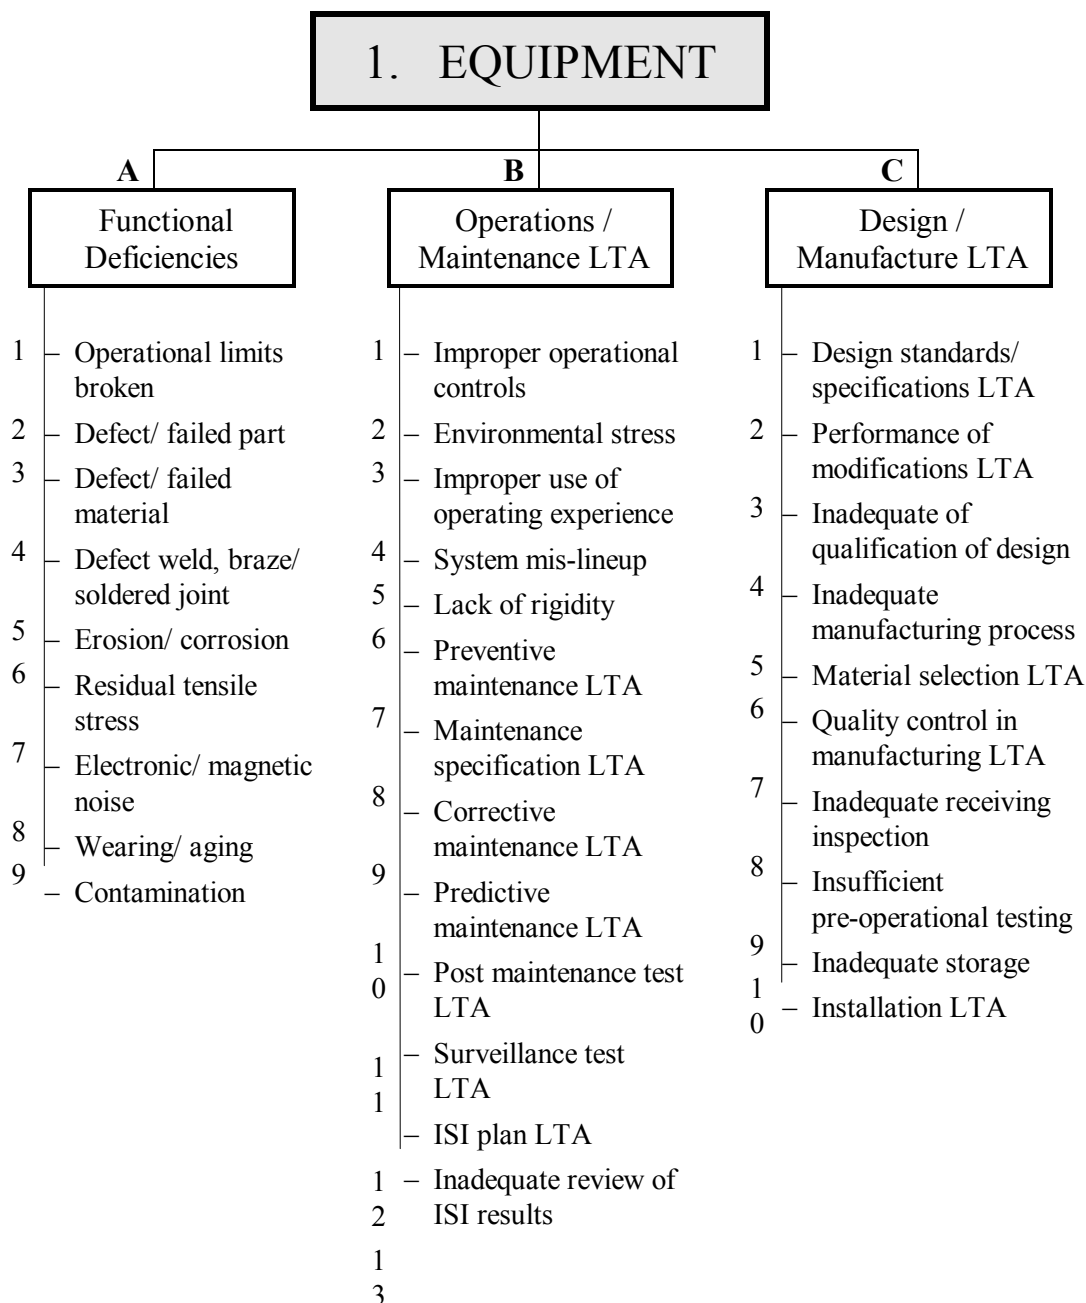 1. EQUIPMENT
A
B
C
Functional
Deficiencies
Operations /
Maintenance LTA
Design /
Manufacture LTA
1 – Operational limits
broken
2 – Defect/ failed part
3 – Defect/ failed
material
4 – Defect weld, braze/
soldered joint
5 – Erosion/ corrosion
6 – Residual tensile
stress
7 – Electronic/ magnetic
noise
8 – Wearing/ aging
9 – Contamination
1 – Improper operational
controls
2 – Environmental stress
3 – Improper use of
operating experience
4 – System mis-lineup
5 – Lack of rigidity
6 – Preventive
maintenance LTA
7 – Maintenance
specification LTA
8 – Corrective
maintenance LTA
9 – Predictive
maintenance LTA
1
0 – Post maintenance test
LTA
– Surveillance test
1
LTA
1
– ISI plan LTA
1 – Inadequate review of
2 ISI results
1
3
1 – Design standards/
specifications LTA
2 – Performance of
modifications LTA
3 – Inadequate of
qualification of design
4 – Inadequate
manufacturing process
5 – Material selection LTA
6 – Quality control in
manufacturing LTA
7 – Inadequate receiving
inspection
8 – Insufficient
pre-operational testing
9 – Inadequate storage
1 – Installation LTA
0